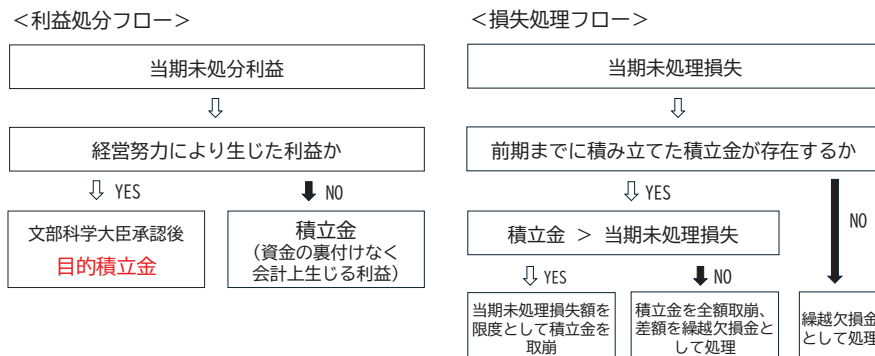 ＜利益処分フロー＞
当期未処分利益
経営努力により生じた利益か
YES
NO
文部科学大臣承認後
目的積立金
積立金
（資金の裏付けなく
会計上生じる利益）
＜損失処理フロー＞
当期未処理損失
前期までに積み立てた積立金が存在するか
YES
NO
積立金 ＞ 当期未処理損失
YES
NO
当期未処理損失額を
限度として積立金を
取崩
積立金を全額取崩、
差額を繰越欠損金と
して処理
繰越欠損金
として処理